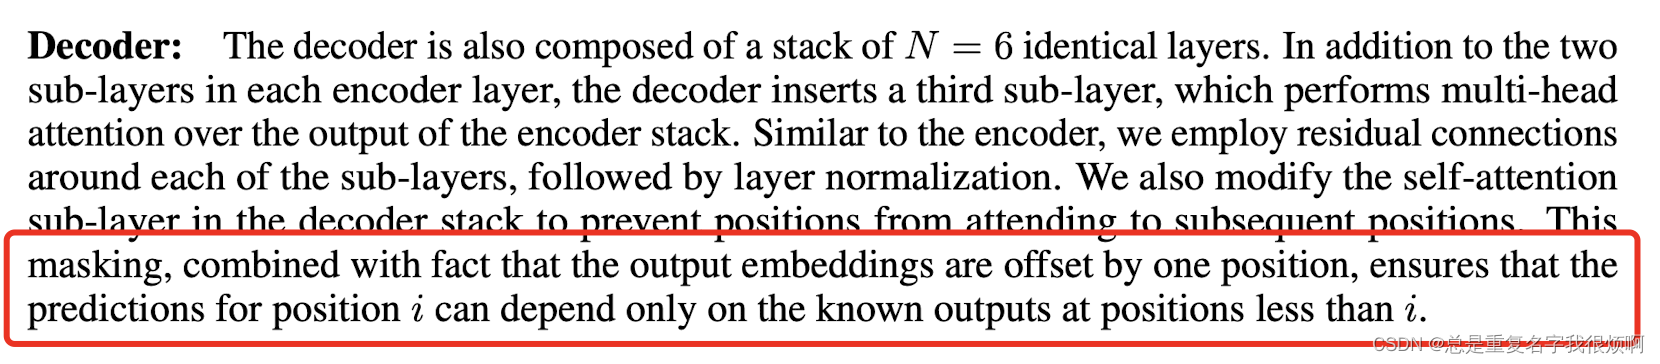 Decoder: The decoder is also composed of a stack of N = 6 identical layers. In addition to the two
sub-layers in each encoder layer, the decoder inserts a third sub-layer, which performs multi-head
attention over the output of the encoder stack. Similar to the encoder, we employ residual connections
around each of the sub-layers, followed by layer normalization. We also modify the self-attention
sub-layer in the decoder stack to prevent positions from attending to subsequent positions. This
masking, combined with fact that the output embeddings are offset by one position, ensures that the
predictions for position i can depend only on the known outputs at positions less than i.
CSDN @总是重复名字我很烦啊